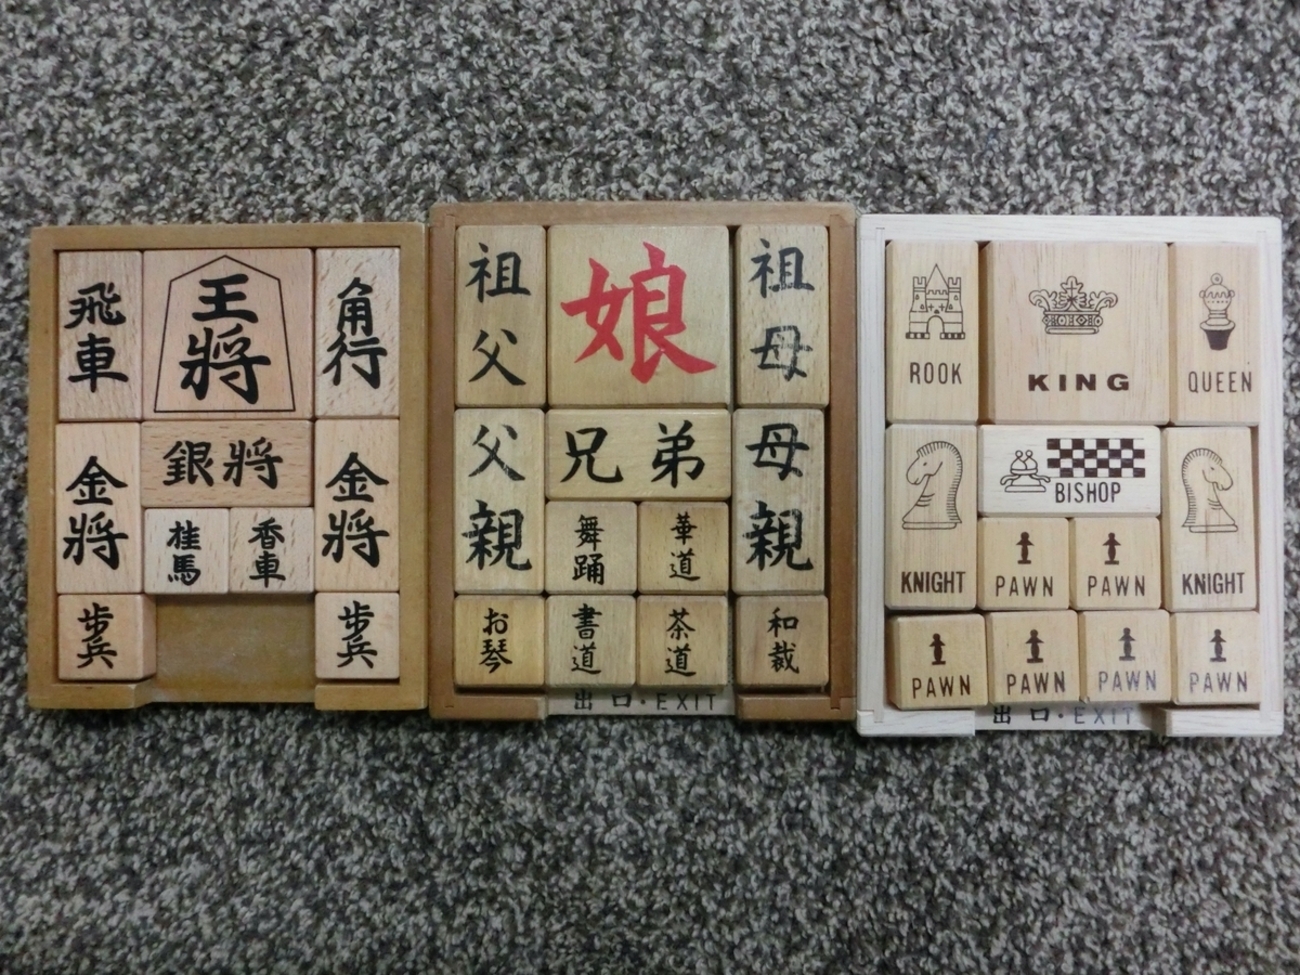 飛車
王将
角行
銀将
金将
金将
桂馬
香車
歩兵
歩兵
祖父
娘
祖母
父親
兄弟
母親
舞踊
華道
お琴
書道
茶道
和裁
出口・EXIT
ROOK
KING
QUEEN
KNIGHT
BISHOP
KNIGHT
PAWN
PAWN
PAWN
PAWN
PAWN
PAWN
出口・EXIT